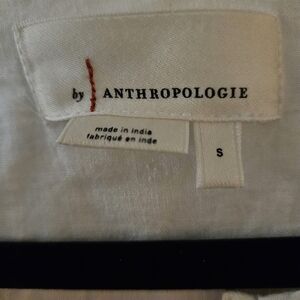 by ANTHROPOLOGIE
made in india
fabriqué en inde
S